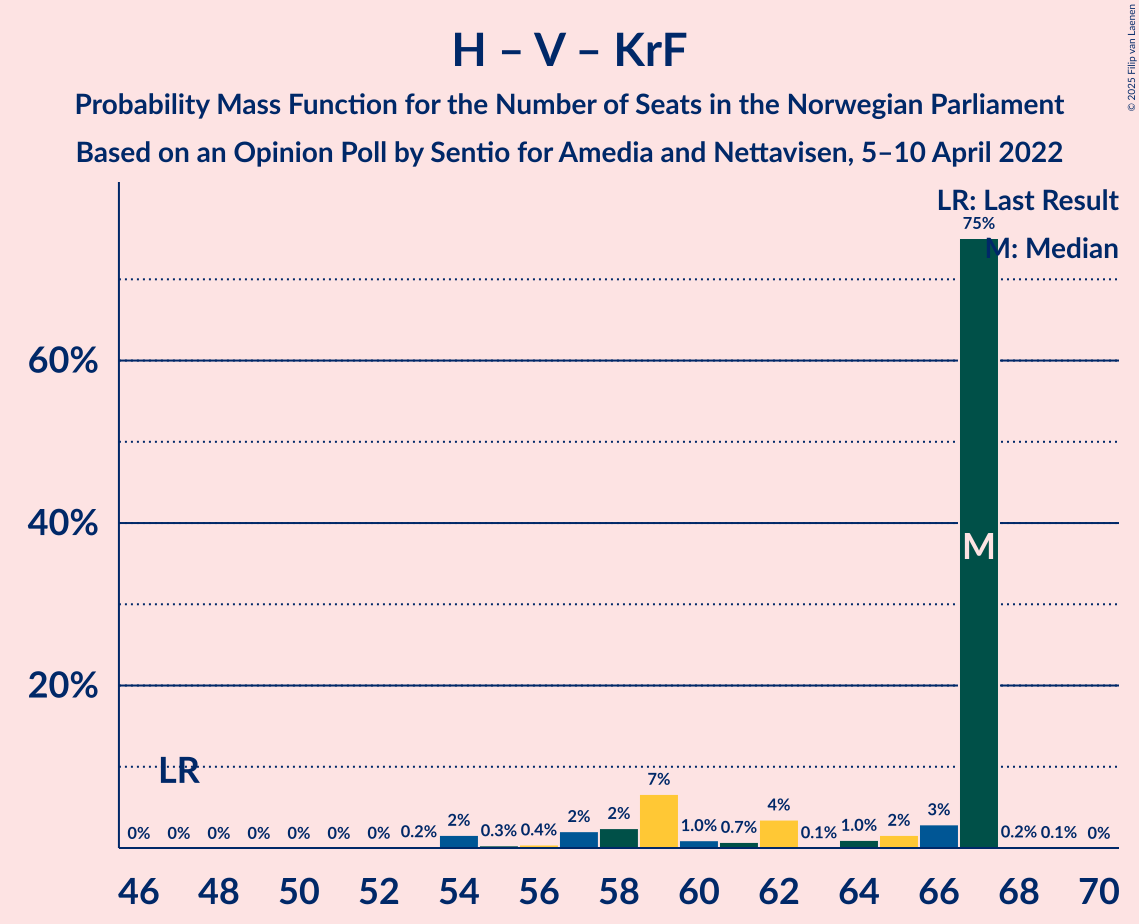 H – V – KrF
Probability Mass Function for the Number of Seats in the Norwegian Parliament
Based on an Opinion Poll by Sentio for Amedia and Nettavisen, 5–10 April 2022
© 2025 Filip van Laenen
LR: Last Result
75%
M: Median
60%
40%
M
20%
LR
7%
4%
3%
2% 2% 2% 2%
0% 0% 0% 0% 0% 0% 0% 0.2% 0.3% 0.4% 1.0% 0.7% 0.1% 1.0% 0.2% 0.1% 0%
46 48 50 52 54 56 58 60 62 64 66 68 70